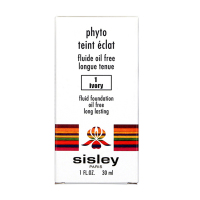 phyto
teint éclat
fluide oil free
longue tenue
1
Ivory
fluid foundation
oil free
long lasting
sisley
PARIS
1 FL.OZ. 30 ml